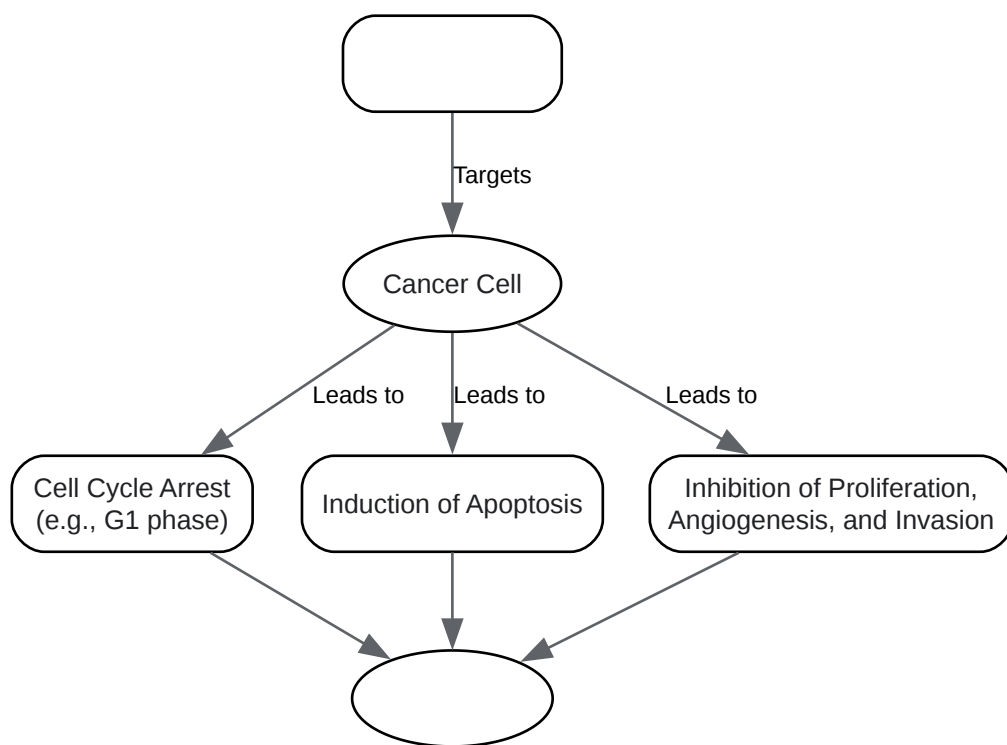 Targets
Cancer Cell
Leads to
Leads to
Leads to
Cell Cycle Arrest
(e.g., G1 phase)
Induction of Apoptosis
Inhibition of Proliferation,
Angiogenesis, and Invasion